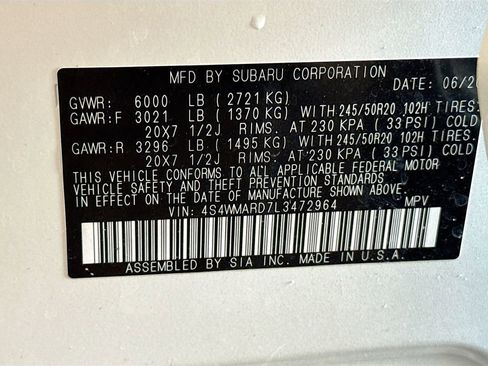 MFD BY SUBARU CORPORATION
DATE: 06/20
GVWR: 6000 LB (2721 KG)
GAWR:F 3021 LB (1370 KG) WITH 245/50R20 102H TIRES
20X7 1/2J RIMS. AT 230 KPA (33 PSI) COLD
GAWR:R 3296 LB (1495 KG) WITH 245/50R20 102H TIRES
20X7 1/2J RIMS. AT 230 KPA (33 PSI) COLD
THIS VEHICLE CONFORMS TO ALL APPLICABLE FEDERAL MOTOR
VEHICLE SAFETY AND THEFT PREVENTION STANDARDS
IN EFFECT ON THE DATE OF MANUFACTURE SHOWN ABOVE.
VIN: 4S4WMARD7L3472964 MPV
ASSEMBLED BY SIA INC. MADE IN U.S.A.